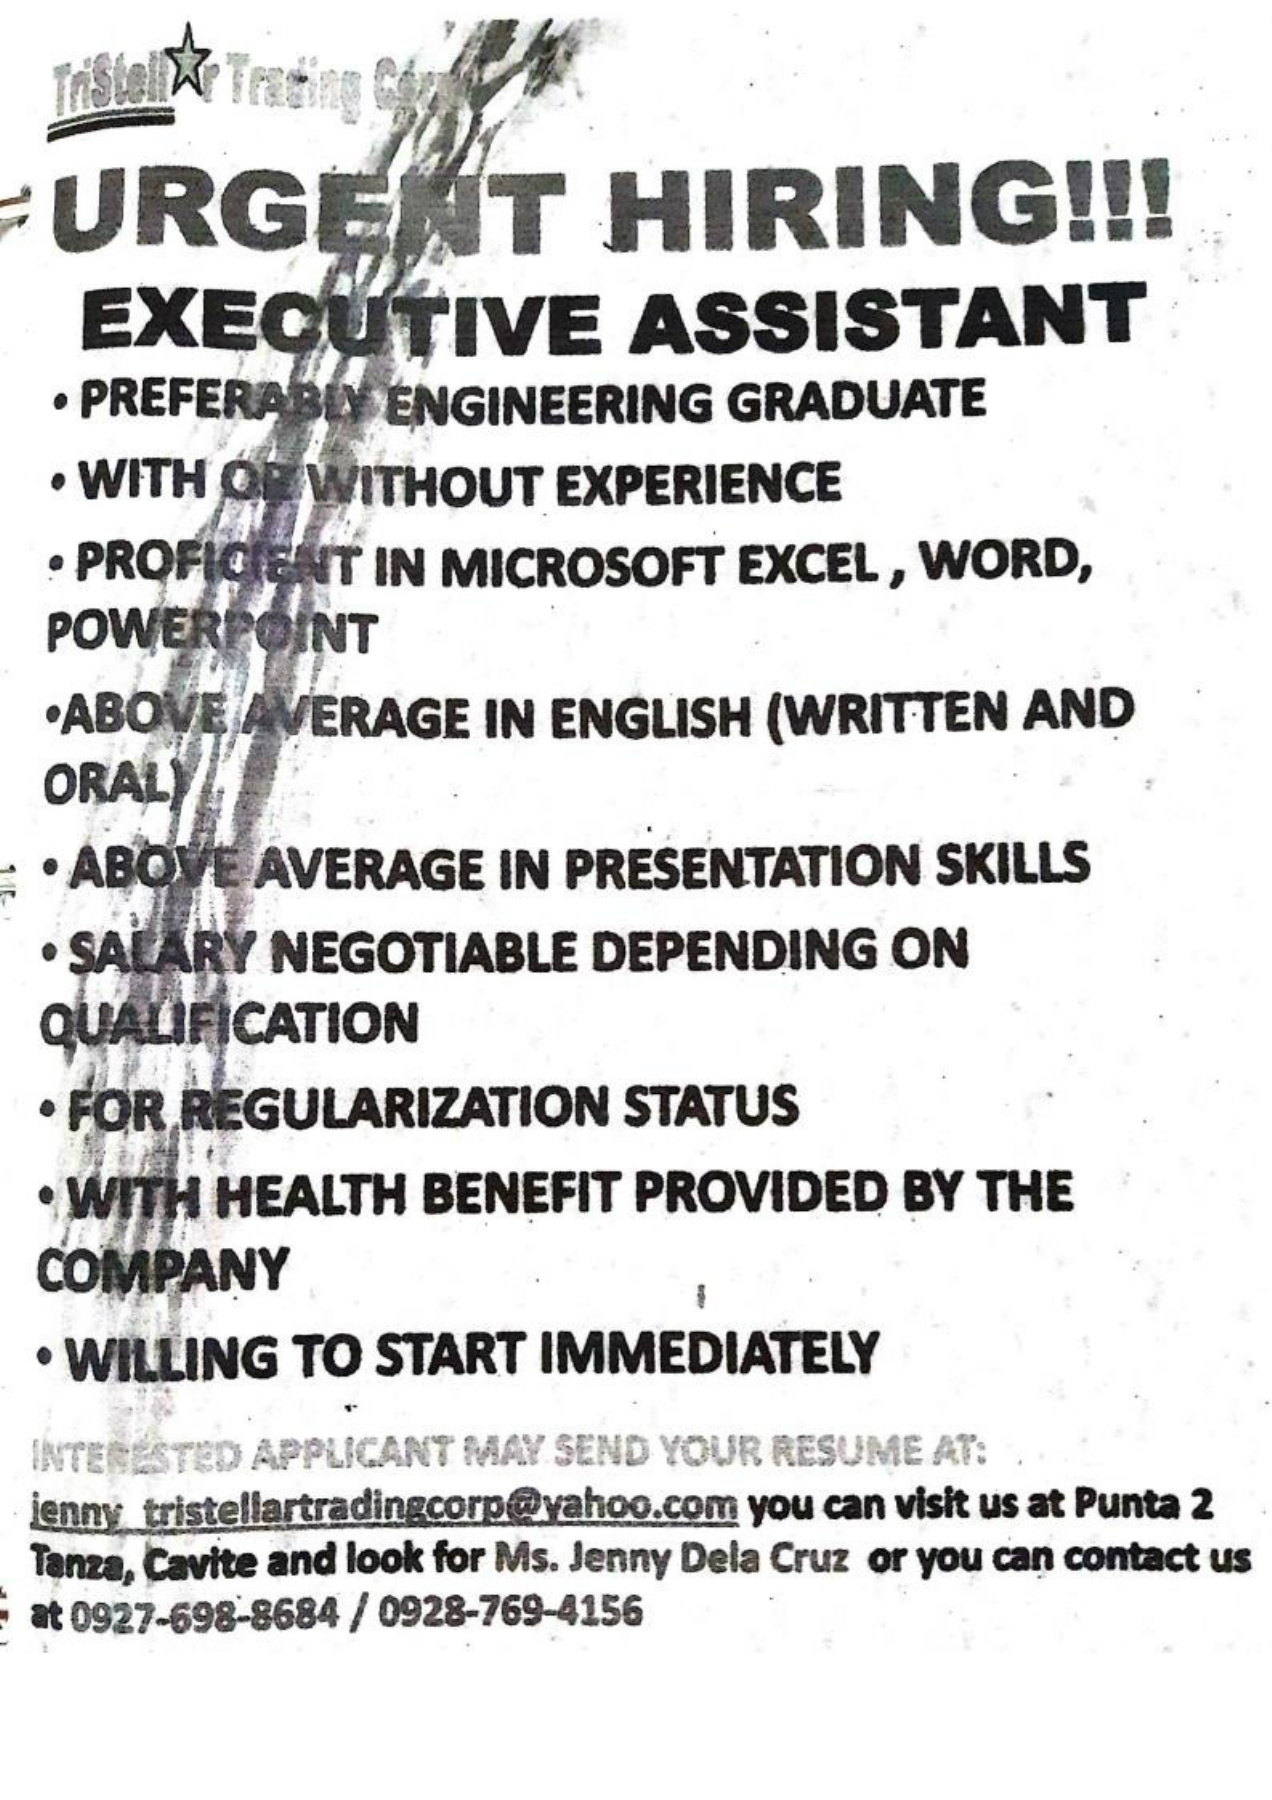 TriStellar Trading Corp
URGENT HIRING!!!
EXECUTIVE ASSISTANT
• PREFERABLY ENGINEERING GRADUATE
• WITH OR WITHOUT EXPERIENCE
• PROFICIENT IN MICROSOFT EXCEL , WORD,
POWERPOINT
•ABOVE AVERAGE IN ENGLISH (WRITTEN AND
ORAL)
• ABOVE AVERAGE IN PRESENTATION SKILLS
• SALARY NEGOTIABLE DEPENDING ON
QUALIFICATION
• FOR REGULARIZATION STATUS
• WITH HEALTH BENEFIT PROVIDED BY THE
COMPANY
• WILLING TO START IMMEDIATELY
INTERESTED APPLICANT MAY SEND YOUR RESUME AT:
jenny_tristellartradingcorp@yahoo.com you can visit us at Punta 2
Tanza, Cavite and look for Ms. Jenny Dela Cruz or you can contact us
at 0927-698-8684 / 0928-769-4156